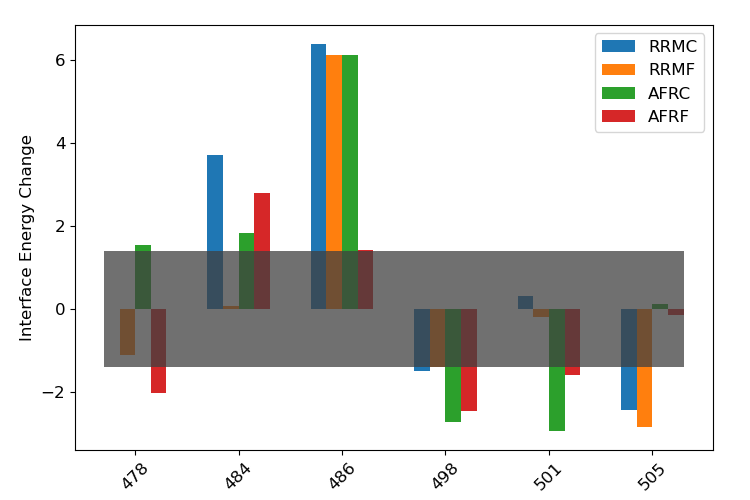 Interface Energy Change
6
4
2
0
−2
478
484
486
498
501
505
RRMC
RRMF
AFRC
AFRF